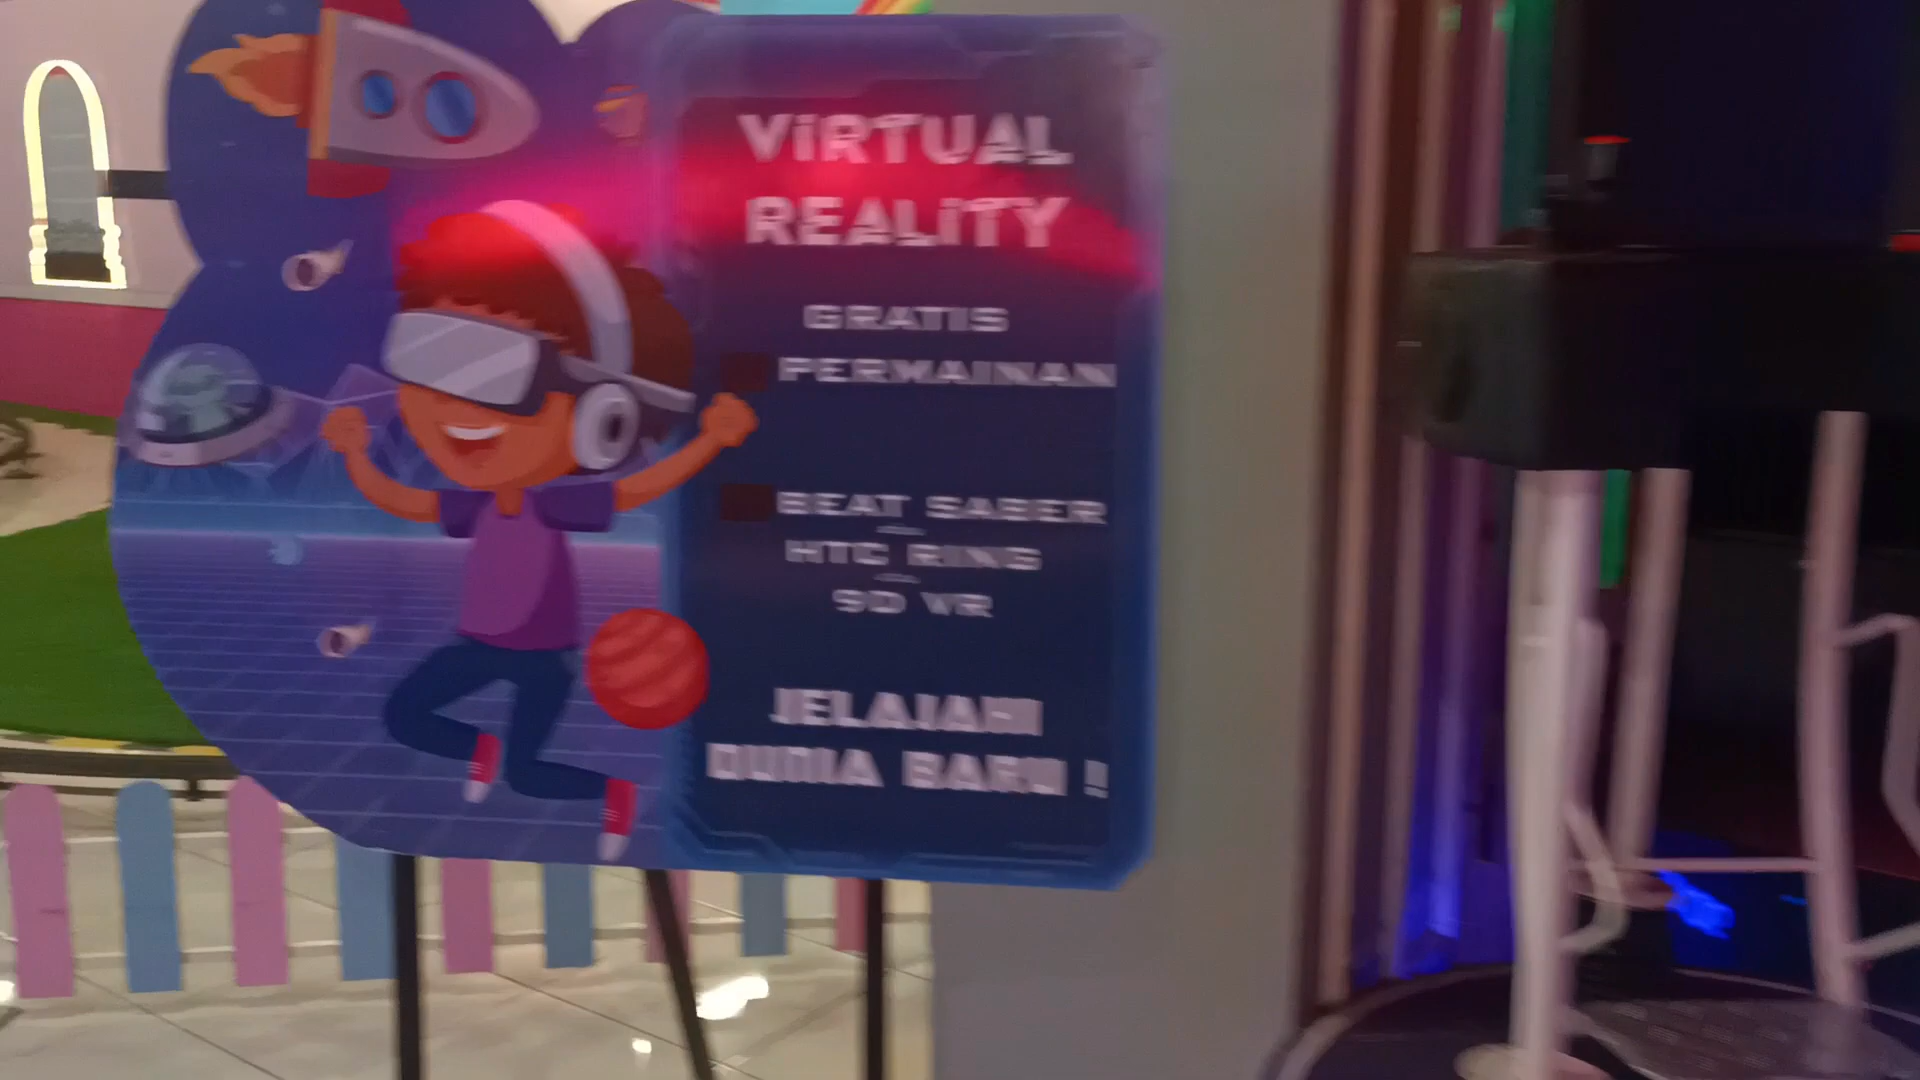 ViRTUAL
REALiTY
GRATIS
PERMAINAN
BEAT SABER
HTC RING
9D VR
JELAJAHI
DUNIA BARU !